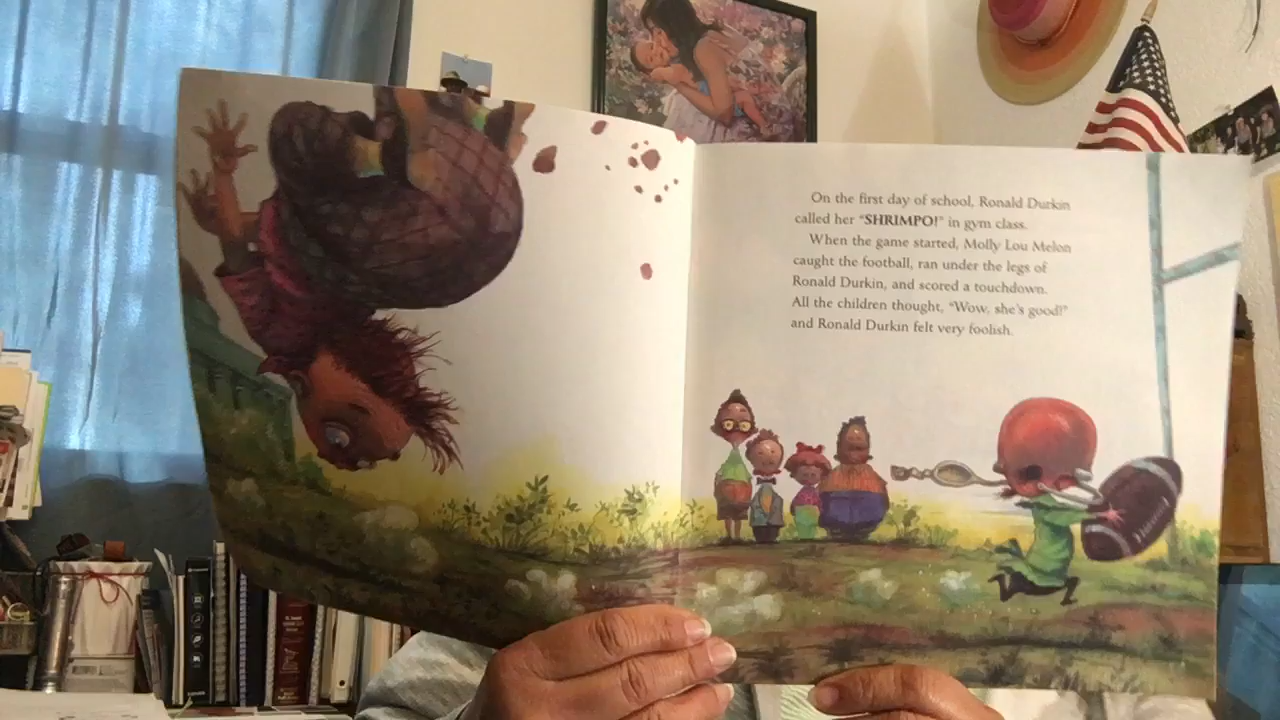 On the first day of school, Ronald Durkin
called her “SHRIMPO!” in gym class.
When the game started, Molly Lou Melon
caught the football, ran under the legs of
Ronald Durkin, and scored a touchdown.
All the children thought, “Wow, she's good!”
and Ronald Durkin felt very foolish.